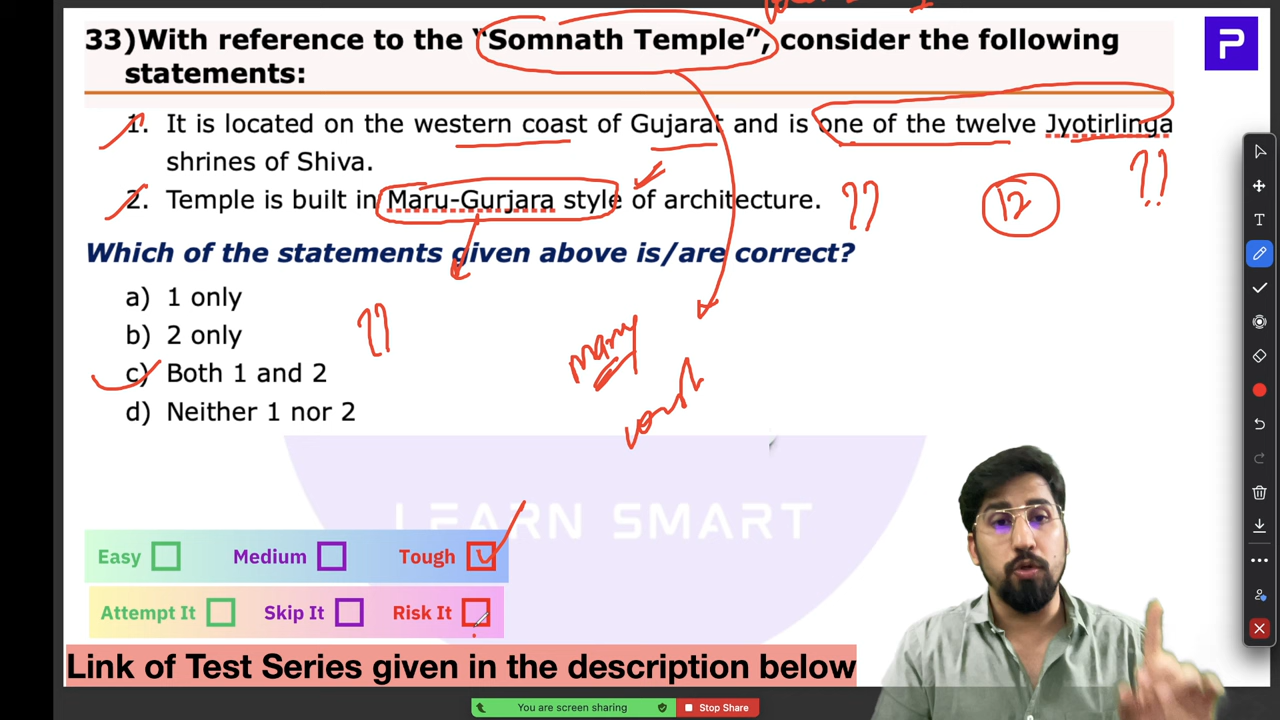 33)With reference to the “Somnath Temple”, consider the following
statements:
1. It is located on the western coast of Gujarat and is one of the twelve Jyotirlinga
shrines of Shiva.
??
2. Temple is built in Maru-Gurjara style of architecture. ?? 12
Which of the statements given above is/are correct?
a) 1 only
b) 2 only
??
many
c) Both 1 and 2
d) Neither 1 nor 2
LEARN SMART
Easy Medium Tough
Attempt It Skip It Risk It
Link of Test Series given in the description below
You are screen sharing Stop Share
P
T